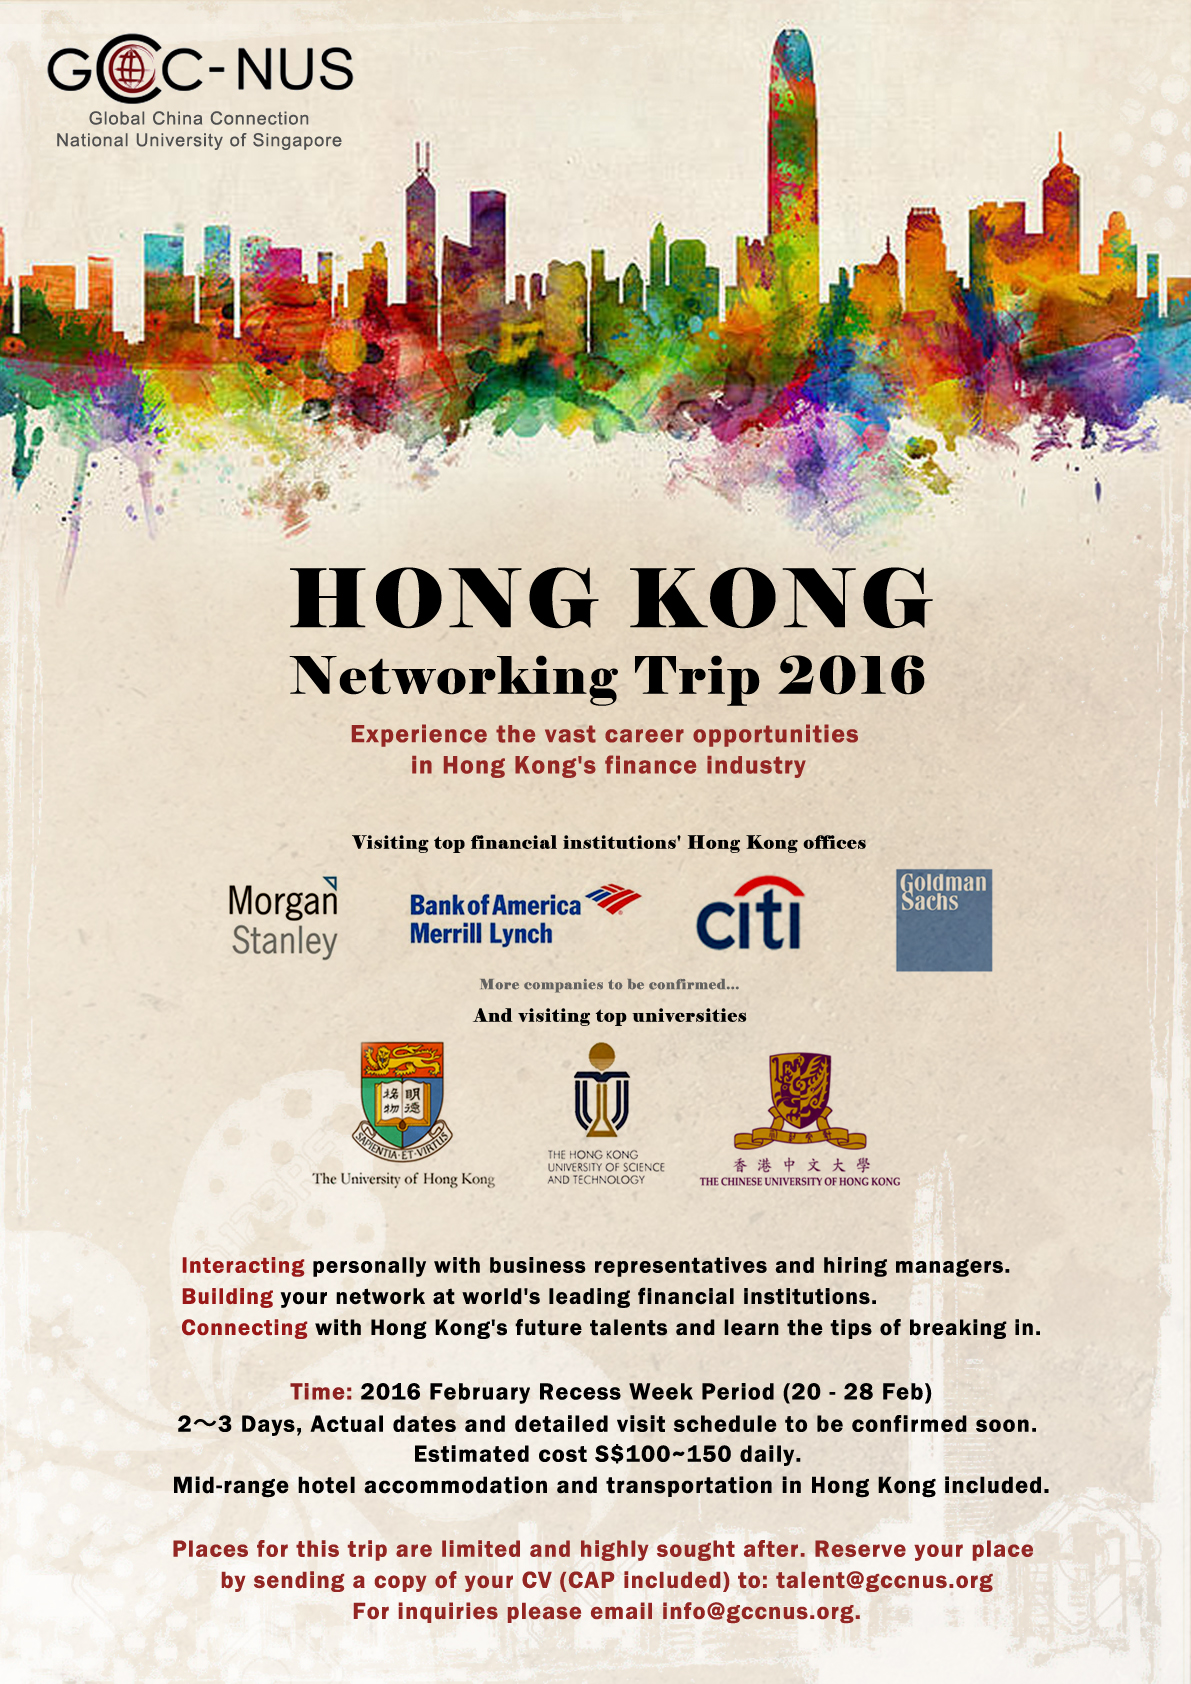 GCC-NUS
Global China Connection
National University of Singapore
HONG KONG
Networking Trip 2016
Experience the vast career opportunities
in Hong Kong's finance industry
Visiting top financial institutions' Hong Kong offices
Morgan
Stanley
Bank of America
Merrill Lynch
citi
Goldman
Sachs
More companies to be confirmed...
And visiting top universities
明德
格物
SAPIENTIA·ET·VIRTUS
The University of Hong Kong
THE HONG KONG
UNIVERSITY OF SCIENCE
AND TECHNOLOGY
香港中文大學
THE CHINESE UNIVERSITY OF HONG KONG
Interacting personally with business representatives and hiring managers.
Building your network at world's leading financial institutions.
Connecting with Hong Kong's future talents and learn the tips of breaking in.
Time: 2016 February Recess Week Period (20 - 28 Feb)
2～3 Days, Actual dates and detailed visit schedule to be confirmed soon.
Estimated cost S$100~150 daily.
Mid-range hotel accommodation and transportation in Hong Kong included.
Places for this trip are limited and highly sought after. Reserve your place
by sending a copy of your CV (CAP included) to: talent@gccnus.org
For inquiries please email info@gccnus.org.